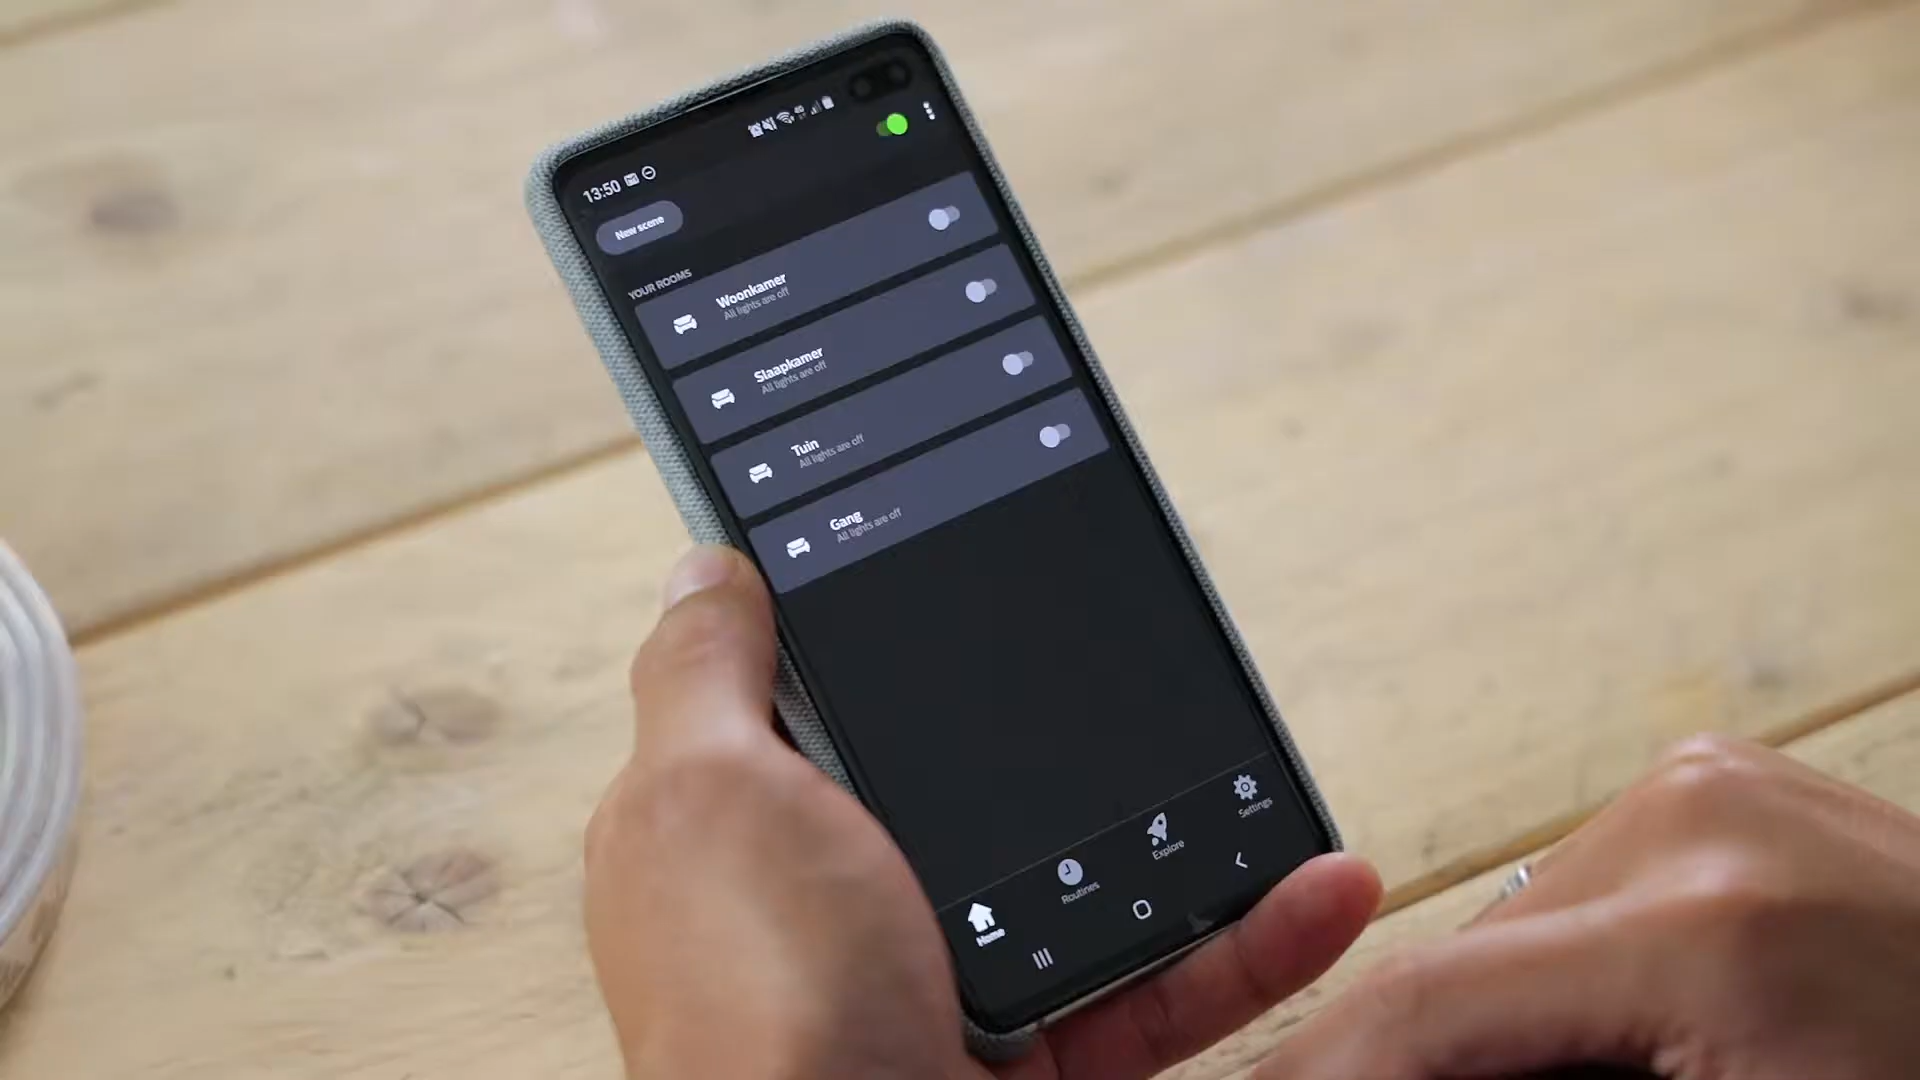 13:50
New scene
YOUR ROOMS
Woonkamer
All lights are off
Slaapkamer
All lights are off
Tuin
All lights are off
Gang
All lights are off
Home
Routines
Explore
Settings